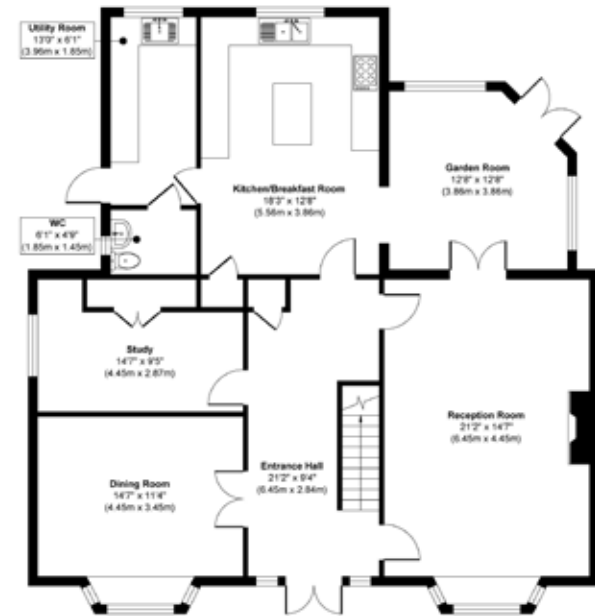 Utility Room
13'0" x 6'1"
(3.96m x 1.85m)
Kitchen/Breakfast Room
18'3" x 12'8"
(5.56m x 3.86m)
Garden Room
12'8" x 12'8"
(3.86m x 3.86m)
WC
6'1" x 4'9"
(1.85m x 1.45m)
Study
14'7" x 9'5"
(4.45m x 2.87m)
Reception Room
21'2" x 14'7"
(6.45m x 4.45m)
Entrance Hall
21'2" x 9'4"
(6.45m x 2.84m)
Dining Room
14'7" x 11'4"
(4.45m x 3.45m)